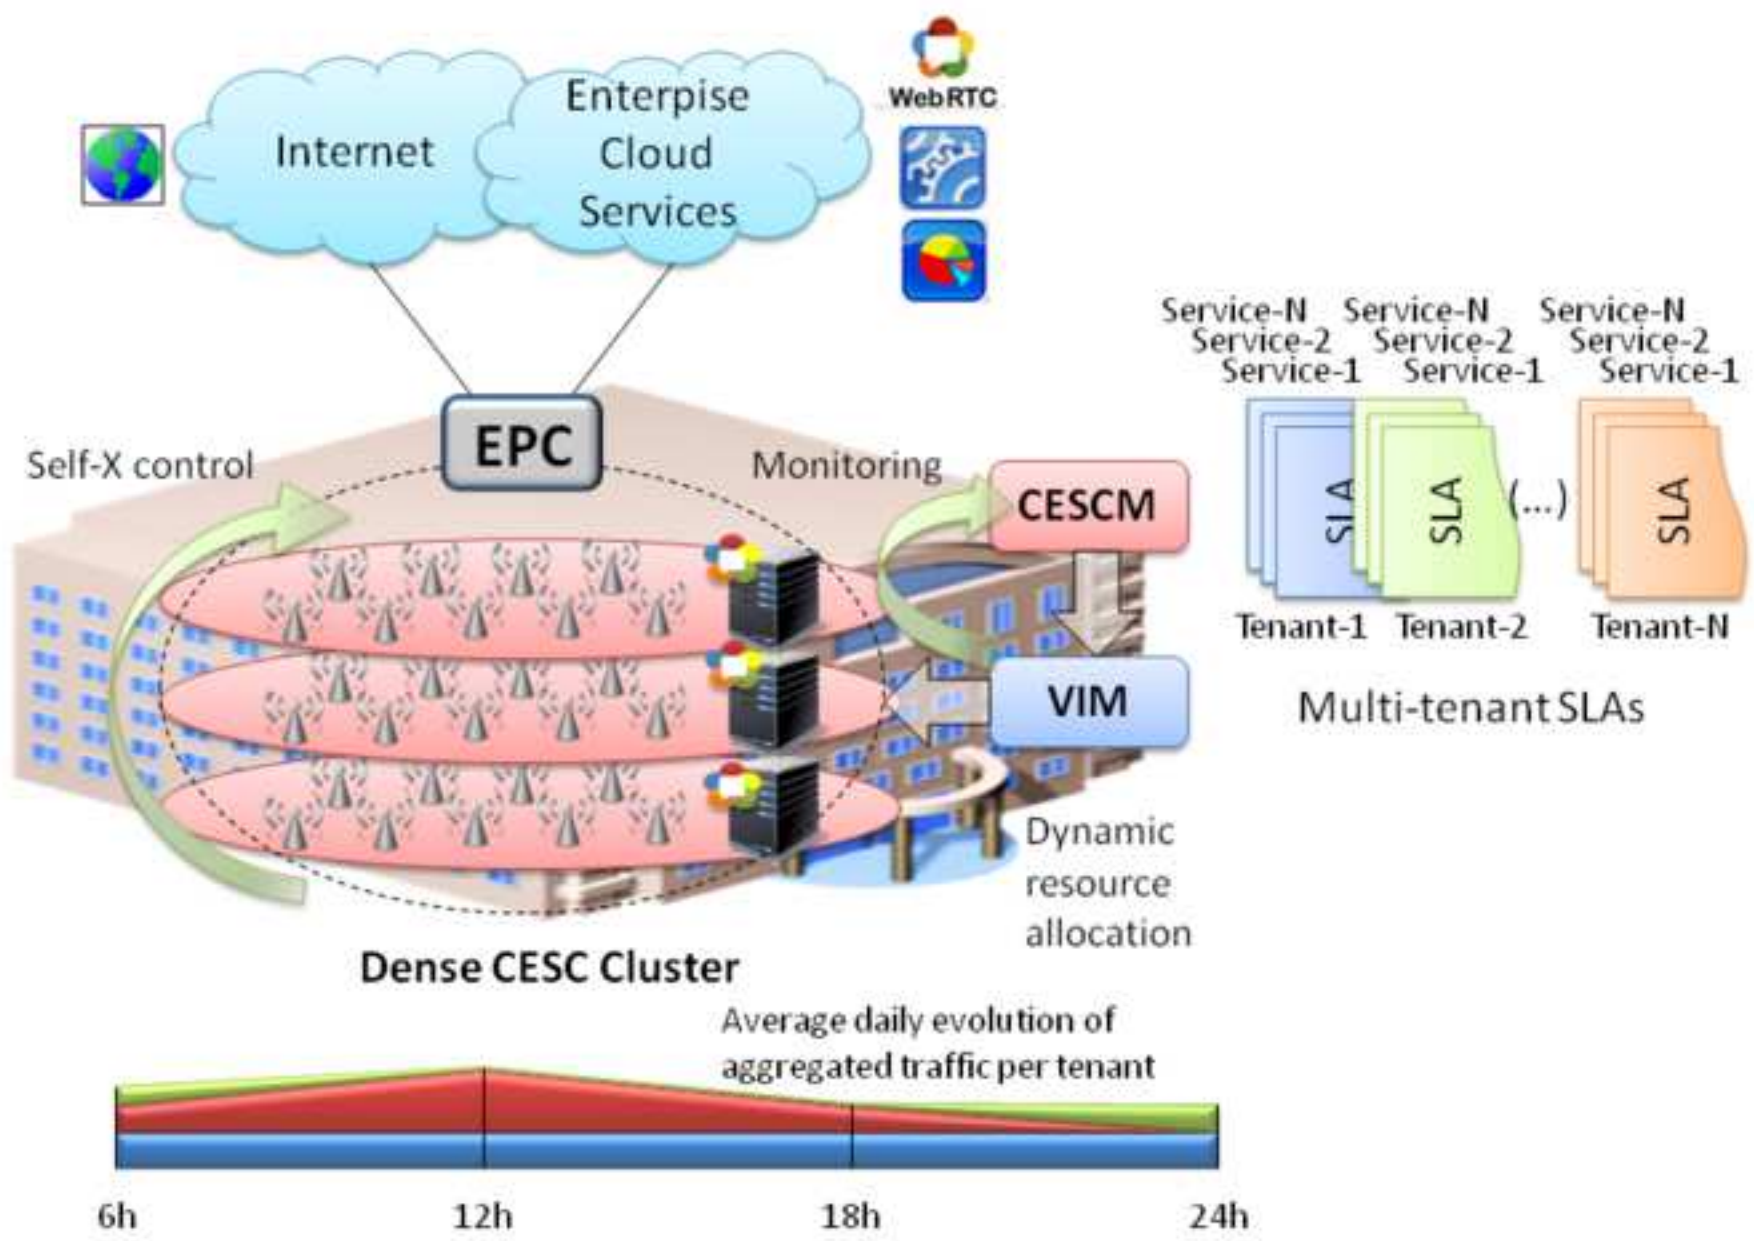 WebRTC
Internet
Enterpise
Cloud
Services
Service-N
Service-2
Service-1
Service-N
Service-2
Service-1
Service-N
Service-2
Service-1
EPC
Self-X control
Monitoring
CESCM
SLA
SLA
(...)
SLA
Tenant-1
Tenant-2
Tenant-N
VIM
Multi-tenant SLAs
Dynamic
resource
allocation
Dense CESC Cluster
Average daily evolution of
aggregated traffic per tenant
6h
12h
18h
24h